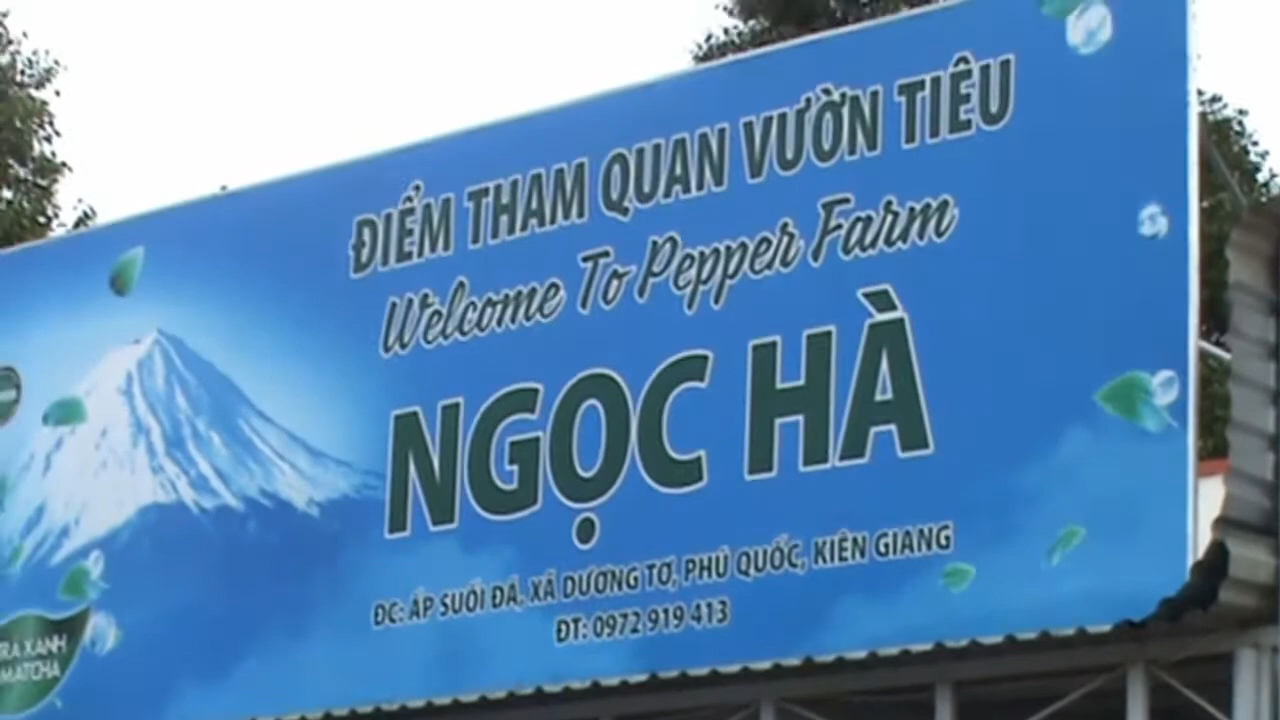 ĐIỂM THAM QUAN VƯỜN TIÊU
Welcome To Pepper Farm
NGỌC HÀ
ĐC: ẤP SUỐI ĐÁ, XÃ DƯƠNG TƠ, PHÚ QUỐC, KIÊN GIANG
ĐT: 0972 919 413
TRÀ XANH
MATCHA